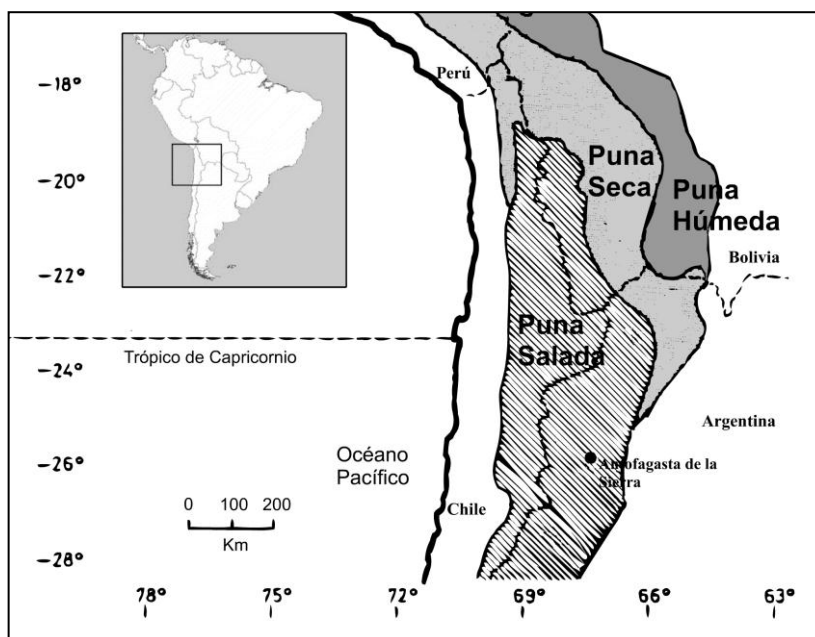 −18°
−20°
−22°
−24°
−26°
−28°
Perú
Puna
Seca
Puna
Húmeda
Bolivia
Puna
Salada
Trópico de Capricornio
Argentina
Océano
Pacífico
Antofagasta de la
Sierra
Chile
0 100 200
Km
78° 75° 72° 69° 66° 63°